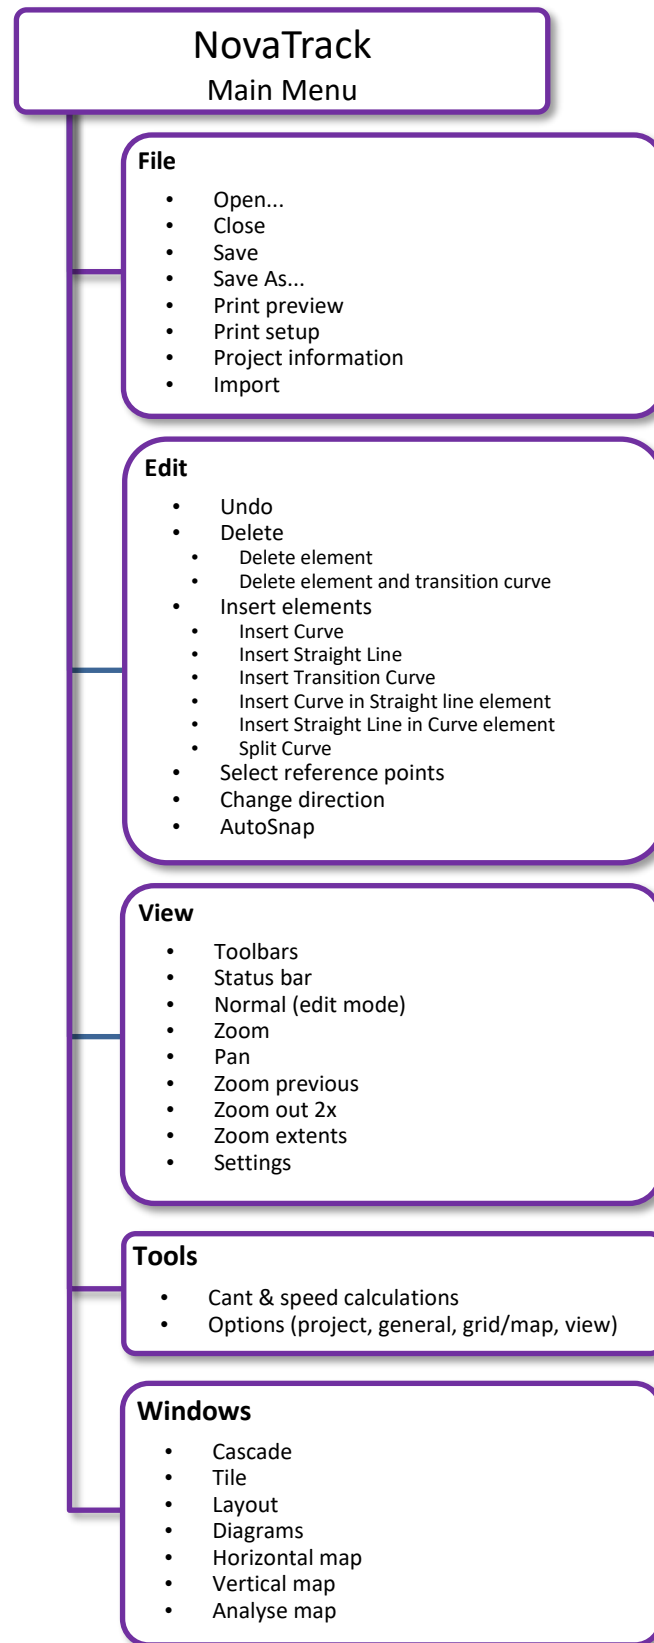 NovaTrack
Main Menu
File
• Open...
• Close
• Save
• Save As...
• Print preview
• Print setup
• Project information
• Import
Edit
• Undo
• Delete
• Delete element
• Delete element and transition curve
• Insert elements
• Insert Curve
• Insert Straight Line
• Insert Transition Curve
• Insert Curve in Straight line element
• Insert Straight Line in Curve element
• Split Curve
• Select reference points
• Change direction
• AutoSnap
View
• Toolbars
• Status bar
• Normal (edit mode)
• Zoom
• Pan
• Zoom previous
• Zoom out 2x
• Zoom extents
• Settings
Tools
• Cant & speed calculations
• Options (project, general, grid/map, view)
Windows
• Cascade
• Tile
• Layout
• Diagrams
• Horizontal map
• Vertical map
• Analyse map